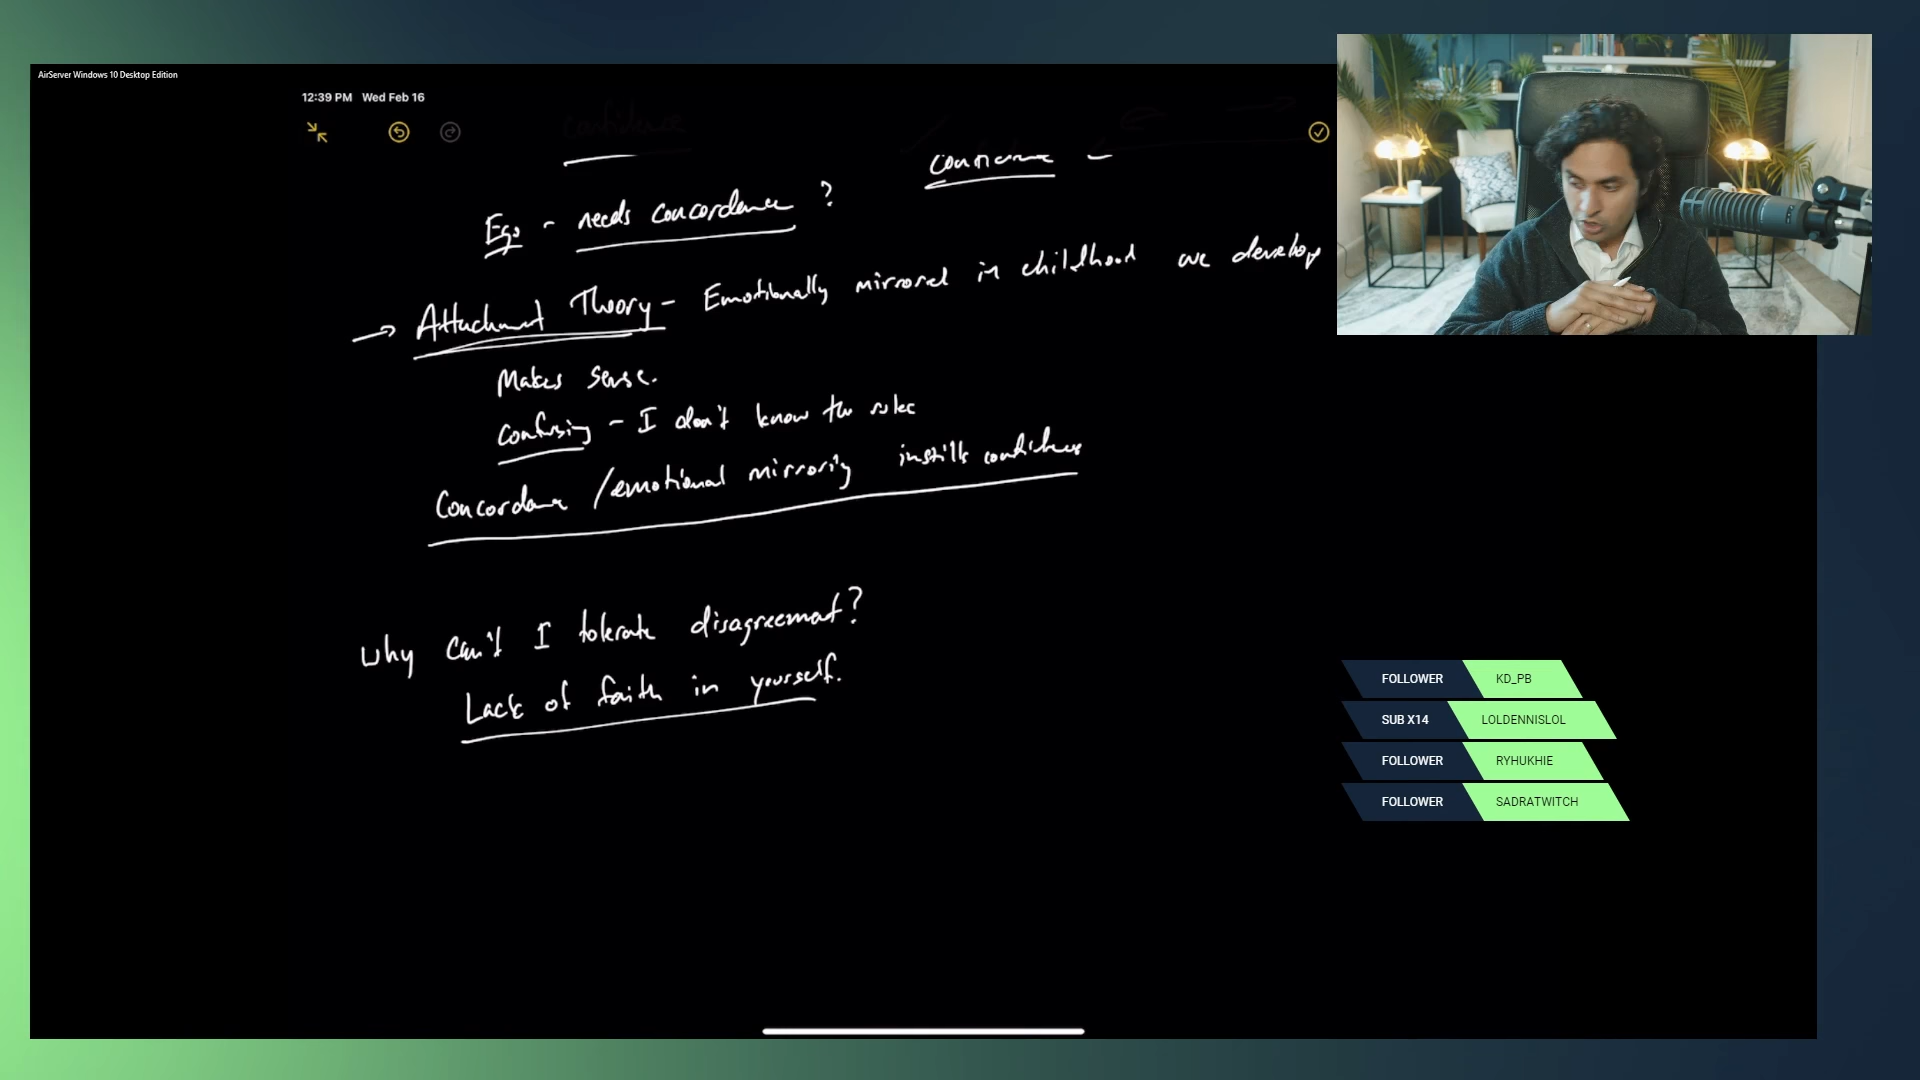 AirServer Windows 10 Desktop Edition
12:39 PM Wed Feb 16
confidence
Ego - needs concordance ?
→ Attachment Theory - Emotionally mirrored in childhood we develop
Makes sense.
Confusing - I don't know the rules
Concordance / emotional mirroring instills confidence
Why can't I tolerate disagreement?
Lack of faith in yourself.
FOLLOWER KD_PB
SUB X14 LOLDENNISLOL
FOLLOWER RYHUKHIE
FOLLOWER SADRATWITCH